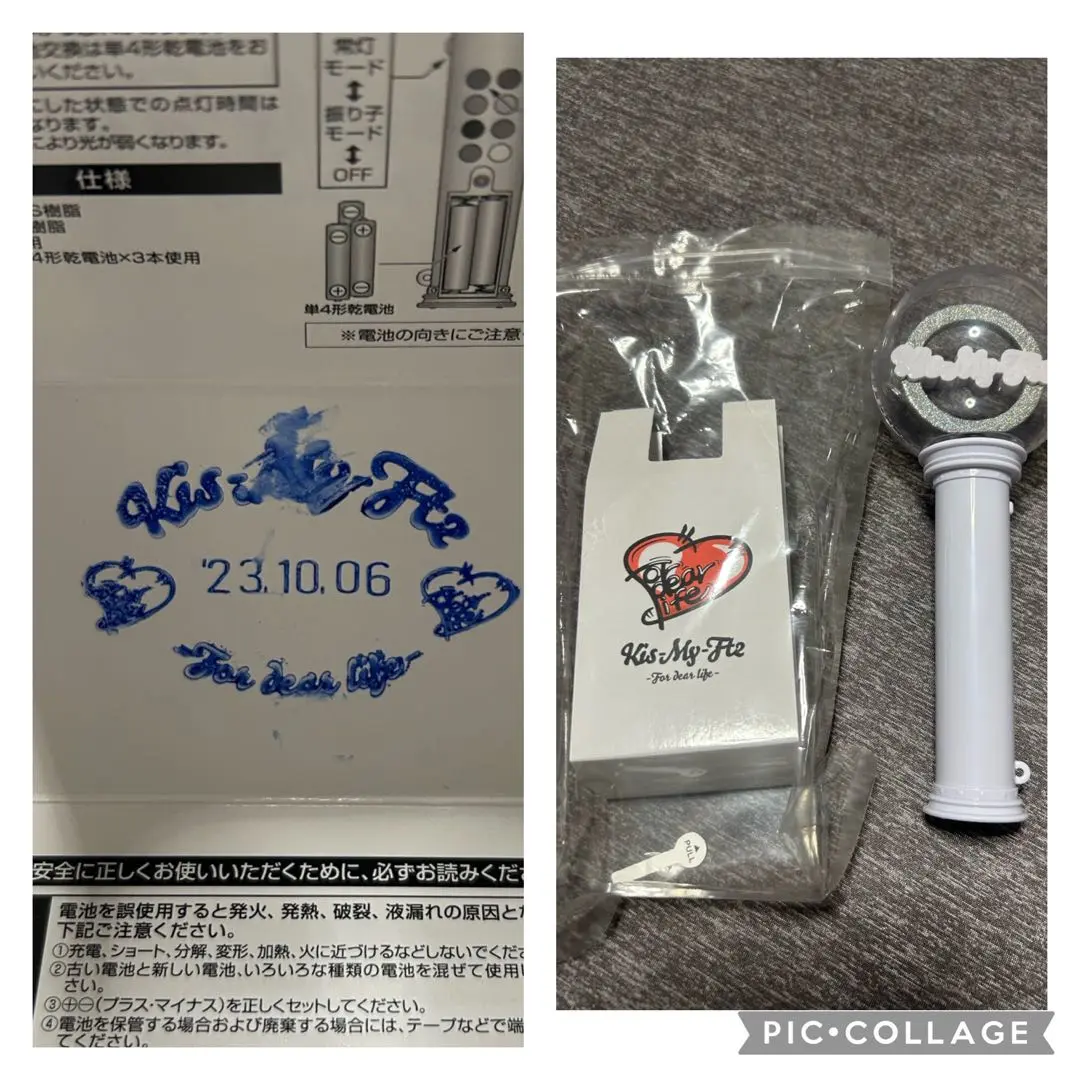 池交換は単4形乾電池をお
いください。
にした状態での点灯時間は
なります。
により光が弱くなります。
仕様
S樹脂
樹脂
用
4形乾電池×3本使用
常灯
モード
振り子
モード
OFF
単4形乾電池
※電池の向きにご注意
Kis-My-Ft2
'23.10.06
For dear life
安全に正しくお使いいただくために、必ずお読みくだ
電池を誤使用すると発火、発熱、破裂、液漏れの原因と
下記ご注意ください。
①充電、ショート、分解、変形、加熱、火に近づけるなどしないでくだ
②古い電池と新しい電池、いろいろな種類の電池を混ぜて使用
さい。
③⊕⊖(プラス・マイナス)を正しくセットしてください。
④電池を保管する場合および廃棄する場合には、テープなどで端
てください。
For dear life
Kis-My-Ft2
-For dear life-
PULL
Kis-My-Ft
PIC•COLLAGE